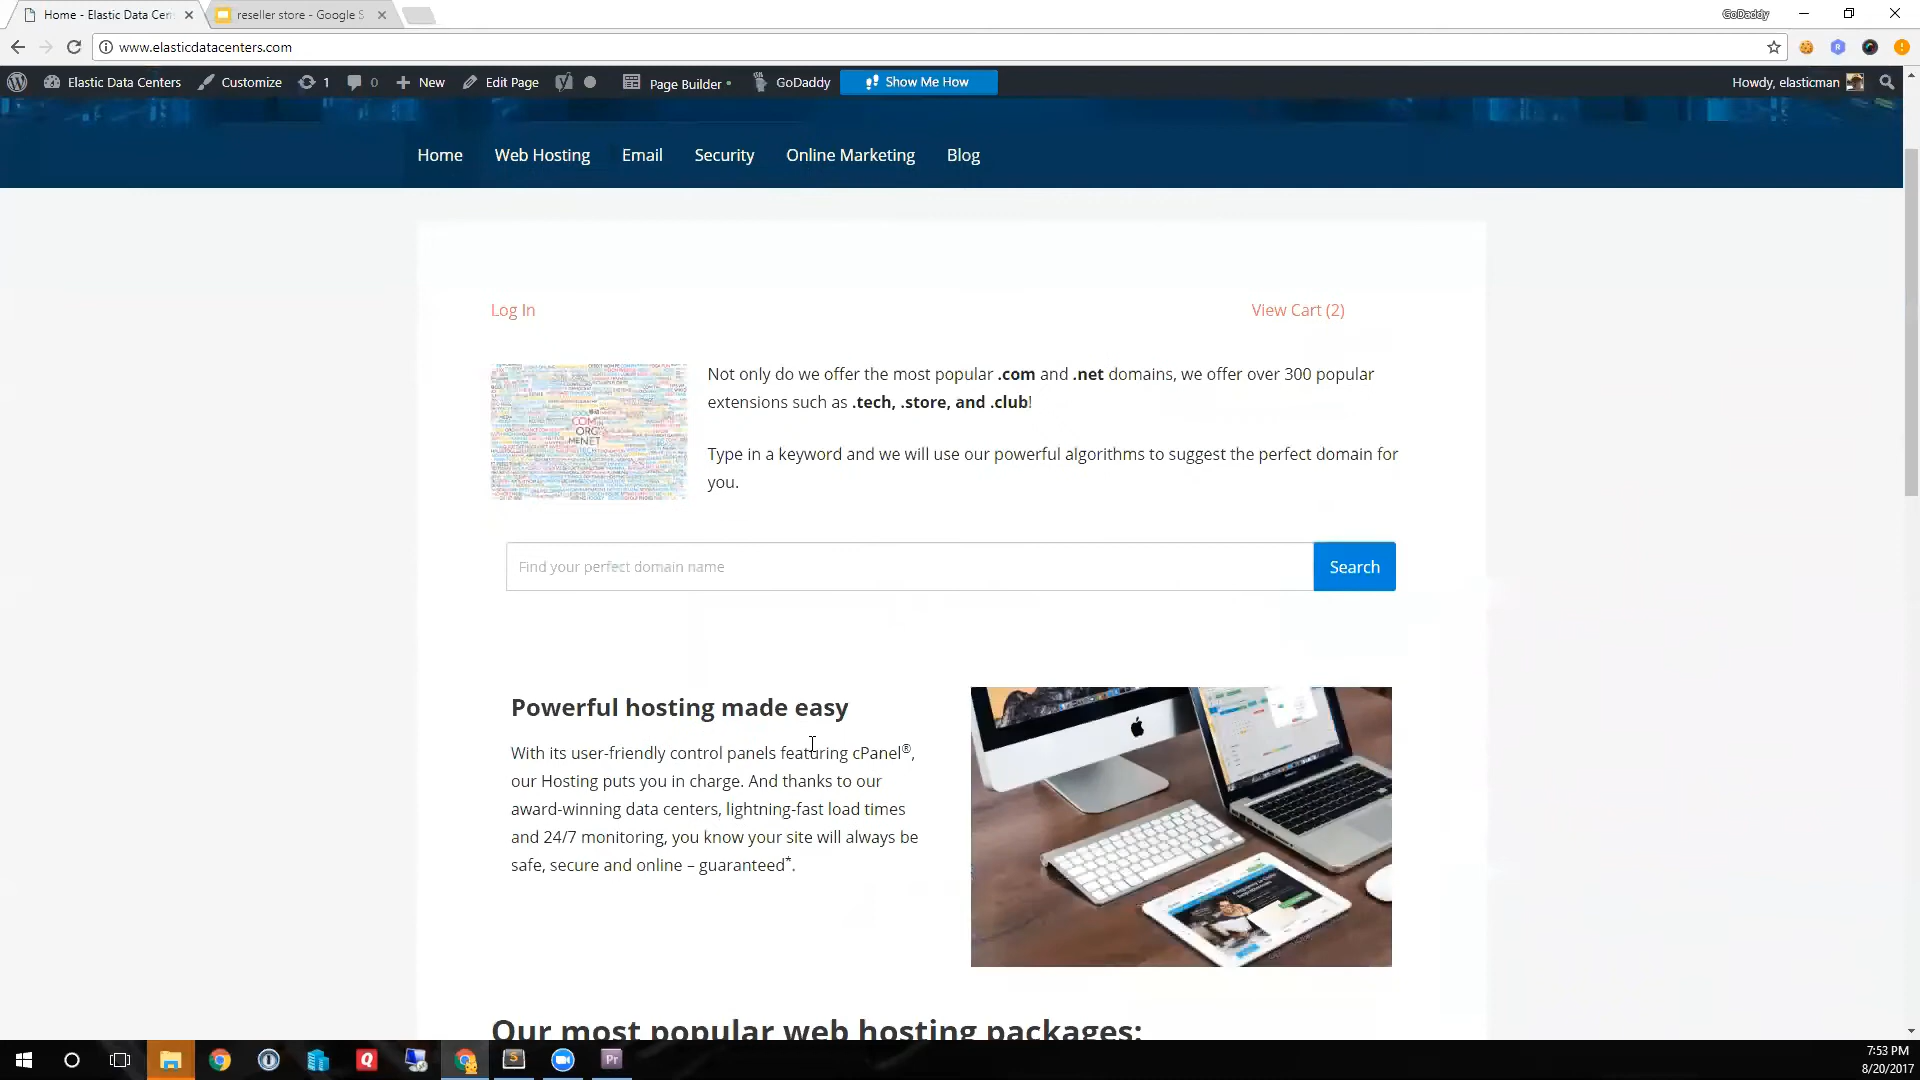 Home - Elastic Data Cen
reseller store - Google S
GoDaddy
www.elasticdatacenters.com
Elastic Data Centers
Customize
1
0
New
Edit Page
Page Builder
GoDaddy
Show Me How
Howdy, elasticman
Home
Web Hosting
Email
Security
Online Marketing
Blog
Log In
View Cart (2)
COM
ORG
NET
Not only do we offer the most popular .com and .net domains, we offer over 300 popular
extensions such as .tech, .store, and .club!
Type in a keyword and we will use our powerful algorithms to suggest the perfect domain for
you.
Find your perfect domain name
Search
Powerful hosting made easy
With its user-friendly control panels featuring cPanel®,
our Hosting puts you in charge. And thanks to our
award-winning data centers, lightning-fast load times
and 24/7 monitoring, you know your site will always be
safe, secure and online – guaranteed*.
Our most popular web hosting packages:
Pr
7:53 PM
8/20/2017